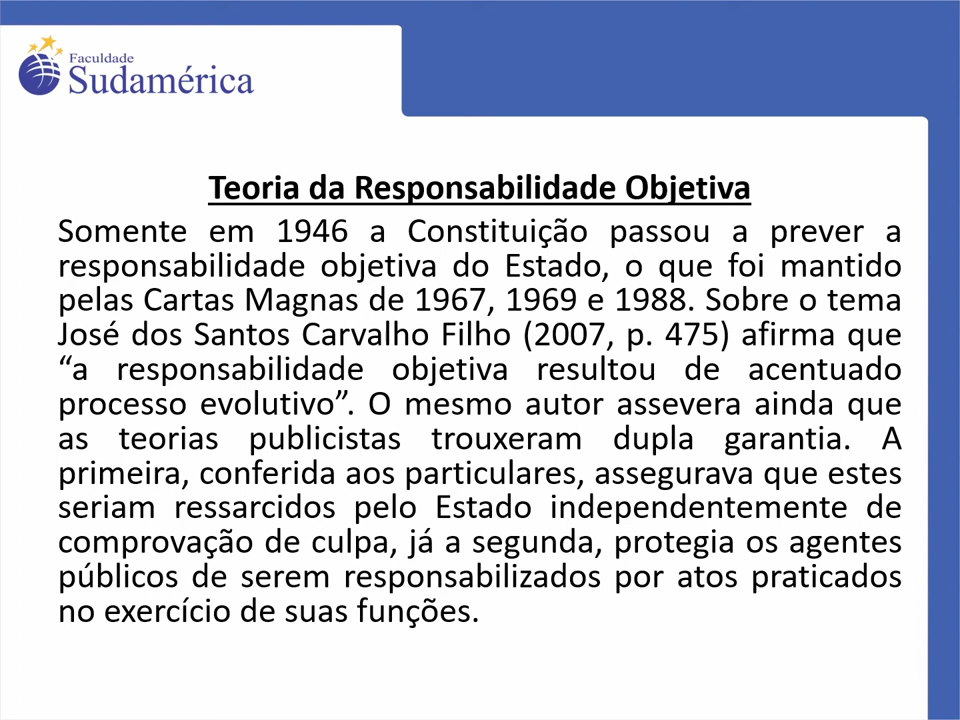 Faculdade
Sudamérica
Teoria da Responsabilidade Objetiva
Somente em 1946 a Constituição passou a prever a
responsabilidade objetiva do Estado, o que foi mantido
pelas Cartas Magnas de 1967, 1969 e 1988. Sobre o tema
José dos Santos Carvalho Filho (2007, p. 475) afirma que
“a responsabilidade objetiva resultou de acentuado
processo evolutivo”. O mesmo autor assevera ainda que
as teorias publicistas trouxeram dupla garantia. A
primeira, conferida aos particulares, assegurava que estes
seriam ressarcidos pelo Estado independentemente de
comprovação de culpa, já a segunda, protegia os agentes
públicos de serem responsabilizados por atos praticados
no exercício de suas funções.